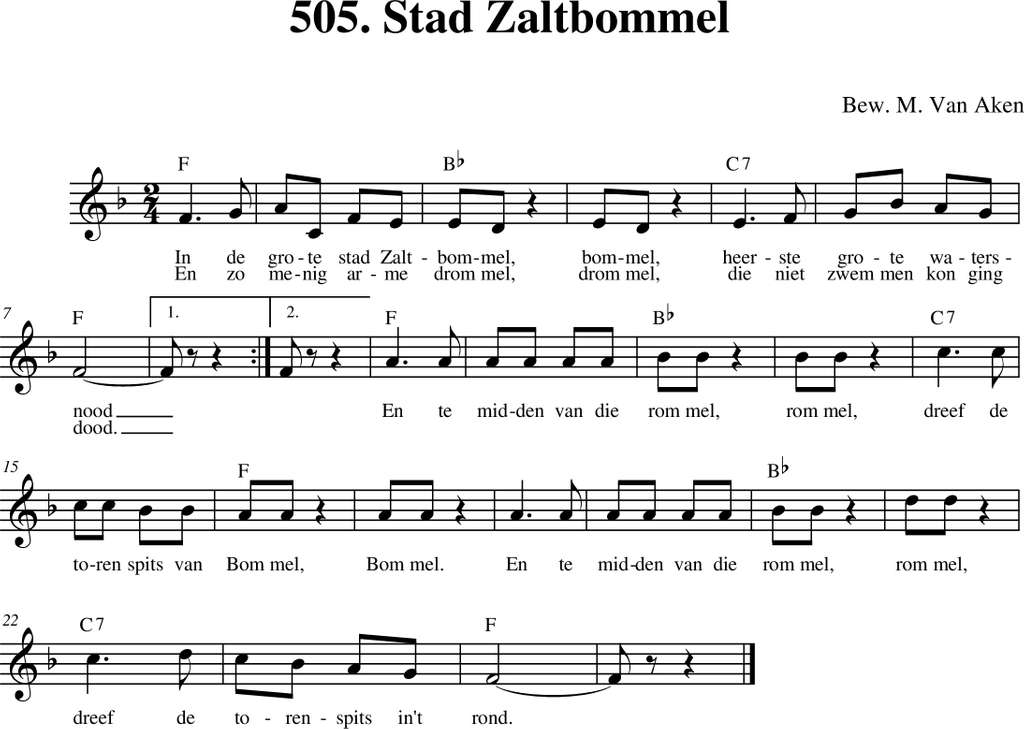 505. Stad Zaltbommel
Bew. M. Van Aken
F B♭ C7
2
4
In de gro - te stad Zalt - bom - mel, bom - mel, heer - ste gro - te wa - ters -
En zo me - nig ar - me drom mel, drom mel, die niet zwem men kon ging
7
F 1. 2. F B♭ C7
nood En te mid - den van die rom mel, rom mel, dreef de
dood.
15
F B♭
to - ren spits van Bom mel, Bom mel. En te mid - den van die rom mel, rom mel,
22
C7 F
dreef de to - ren - spits in't rond.